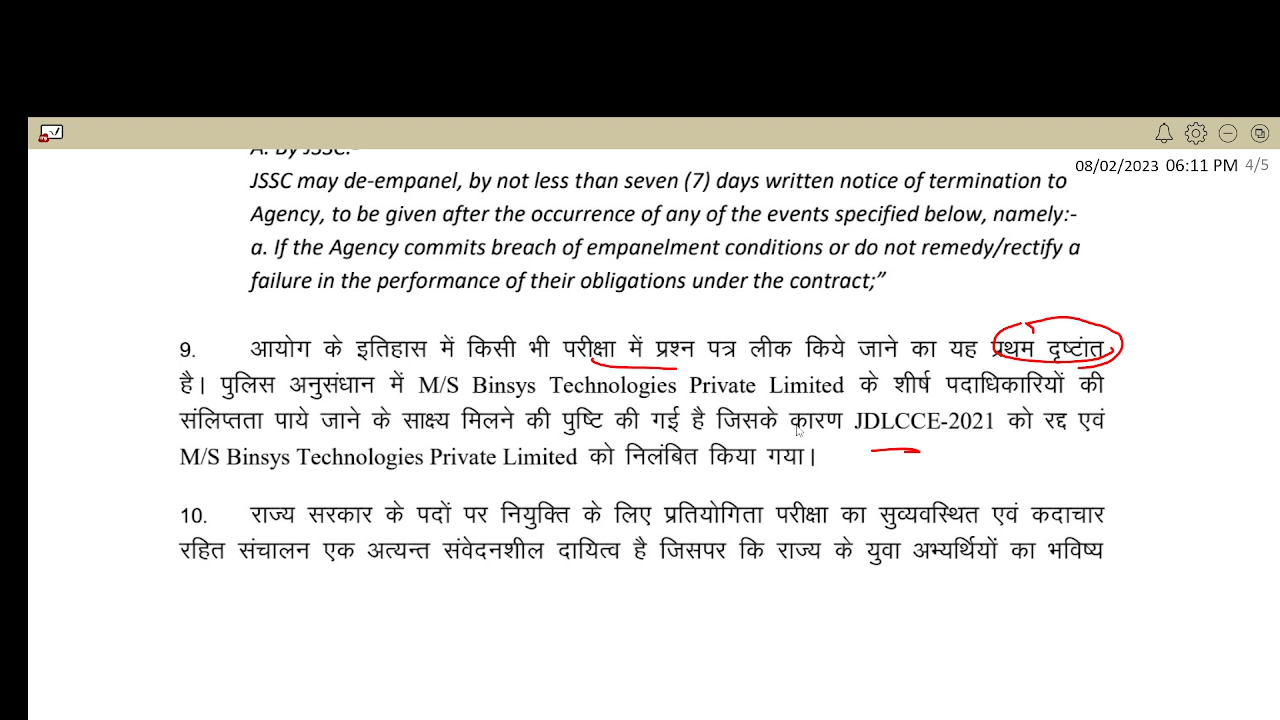 A. By JSSC:-
08/02/2023 06:11 PM 4/5
JSSC may de-empanel, by not less than seven (7) days written notice of termination to
Agency, to be given after the occurrence of any of the events specified below, namely:-
a. If the Agency commits breach of empanelment conditions or do not remedy/rectify a
failure in the performance of their obligations under the contract;”
9. आयोग के इतिहास में किसी भी परीक्षा में प्रश्न पत्र लीक किये जाने का यह प्रथम दृष्टांत
है। पुलिस अनुसंधान में M/S Binsys Technologies Private Limited के शीर्ष पदाधिकारियों की
संलिप्तता पाये जाने के साक्ष्य मिलने की पुष्टि की गई है जिसके कारण JDLCCE-2021 को रद्द एवं
M/S Binsys Technologies Private Limited को निलंबित किया गया।
10. राज्य सरकार के पदों पर नियुक्ति के लिए प्रतियोगिता परीक्षा का सुव्यवस्थित एवं कदाचार
रहित संचालन एक अत्यन्त संवेदनशील दायित्व है जिसपर कि राज्य के युवा अभ्यर्थियों का भविष्य